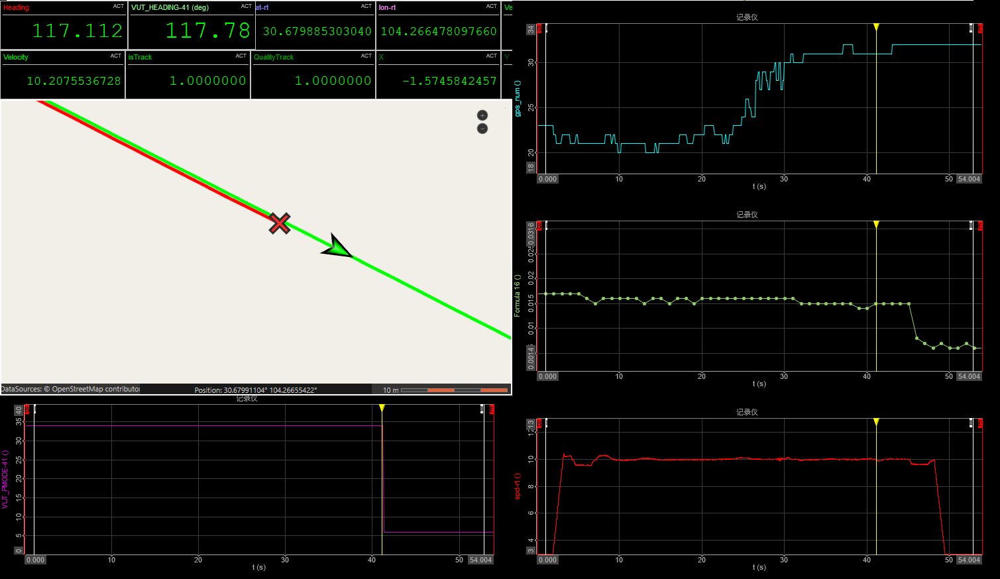 Heading ACT
117.112
VUT_HEADING-41 (deg) ACT
117.78
at-rt ACT
30.679885303040
lon-rt ACT
104.266478097660
Ve
Velocity ACT
10.2075536728
isTrack ACT
1.0000000
QualityTrack ACT
1.0000000
X ACT
-1.5745842457
Y
DataSources: © OpenStreetMap contributor
Position: 30.67991104° 104.26655422°
10 m
记录仪
VUT_PMODE-41 ()
40
35
30
25
20
15
10
5
0
0.000 10 20 30 40 50 54.004
t (s)
记录仪
gps_num ()
34
30
25
20
18
0.000 10 20 30 40 50 54.004
t (s)
记录仪
Formula 16 ()
0.0316
0.025
0.02
0.015
0.01
0.0014
0.000 10 20 30 40 50 54.004
t (s)
记录仪
spd-rt ()
13
12
10
8
6
4
3
0.000 10 20 30 40 50 54.004
t (s)